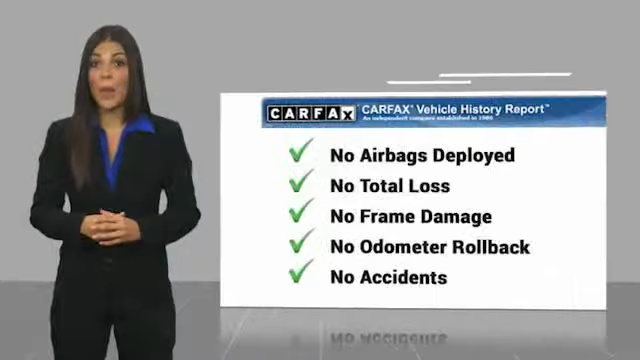 CARFAX CARFAX® Vehicle History Report™
An independent company established in 1986
No Airbags Deployed
No Total Loss
No Frame Damage
No Odometer Rollback
No Accidents